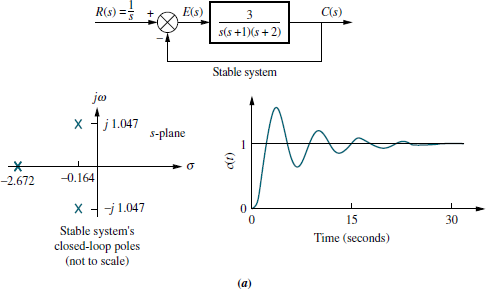 R(s) = 1/s + E(s) 3 C(s)
s(s +1)(s + 2)
−
Stable system
jω
j 1.047
s-plane
σ
−2.672
−0.164
−j 1.047
Stable system's
closed-loop poles
(not to scale)
c(t)
1
0
0 15 30
Time (seconds)
(a)